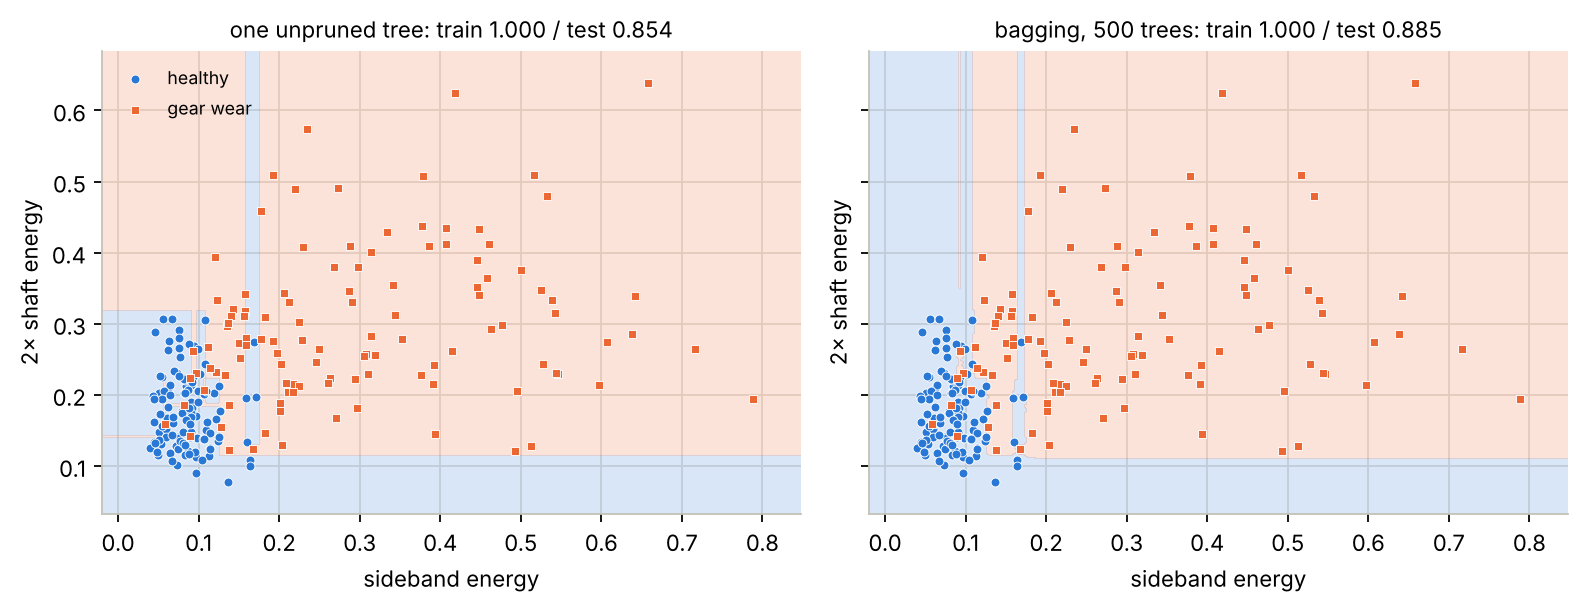 one unpruned tree: train 1.000 / test 0.854
healthy
gear wear
0.6
0.5
0.4
0.3
0.2
0.1
2× shaft energy
0.0 0.1 0.2 0.3 0.4 0.5 0.6 0.7 0.8
sideband energy
bagging, 500 trees: train 1.000 / test 0.885
2× shaft energy
0.0 0.1 0.2 0.3 0.4 0.5 0.6 0.7 0.8
sideband energy